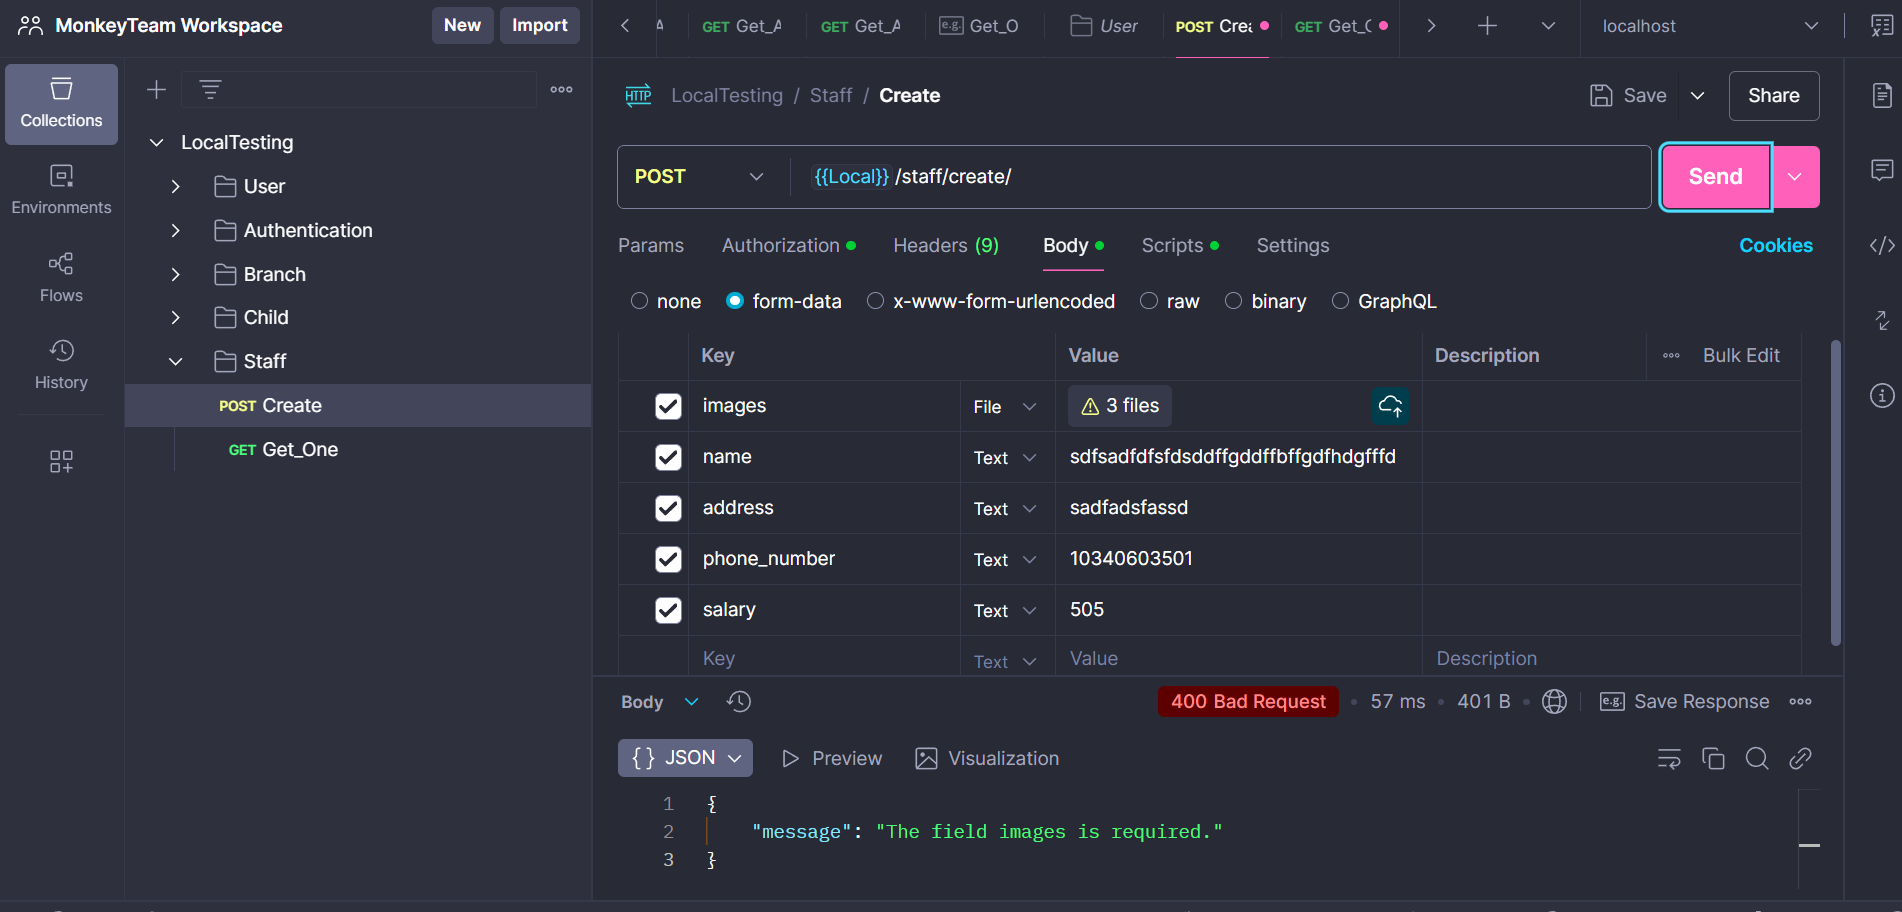 MonkeyTeam Workspace
New
Import
GET Get_A
GET Get_A
e.g. Get_O
User
POST Crea
GET Get_C
localhost
Collections
Environments
Flows
History
LocalTesting
User
Authentication
Branch
Child
Staff
POST Create
GET Get_One
HTTP LocalTesting / Staff / Create
Save
Share
POST
{{Local}} /staff/create/
Send
Params
Authorization
Headers (9)
Body
Scripts
Settings
Cookies
none
form-data
x-www-form-urlencoded
raw
binary
GraphQL
Key Value Description Bulk Edit
images File 3 files
name Text sdfsadfdfsfdsddffgddffbffgdfhdgfffd
address Text sadfadsfassd
phone_number Text 10340603501
salary Text 505
Key Text Value Description
Body
400 Bad Request • 57 ms • 401 B •
e.g. Save Response
{ } JSON
Preview
Visualization
1 {
2 "message": "The field images is required."
3 }